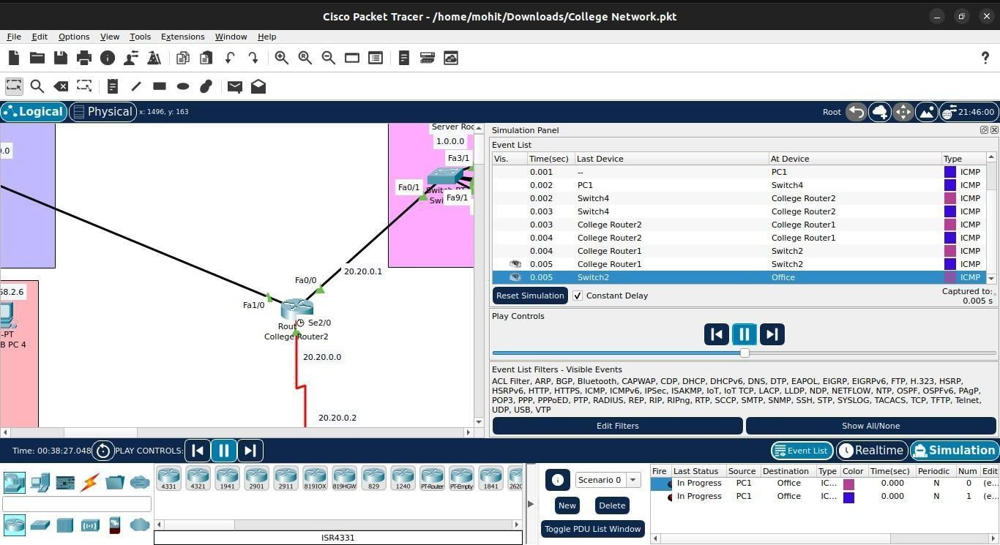 Cisco Packet Tracer - /home/mohit/Downloads/College Network.pkt
File Edit Options View Tools Extensions Window Help
Logical Physical x: 1496, y: 163 Root 21:46:00
Server Roo
1.0.0.0
.0
Fa3/1
Fa0/1
Fa9/1
20.20.0.1
Fa0/0
Fa1/0
58.2.6
-PT
B PC 4
Rout
Se2/0
College Router2
20.20.0.0
20.20.0.2
Simulation Panel
Event List
Vis. Time(sec) Last Device At Device Type
0.001 -- PC1 ICMP
0.002 PC1 Switch4 ICMP
0.002 Switch4 College Router2 ICMP
0.003 Switch4 College Router2 ICMP
0.003 College Router2 College Router1 ICMP
0.004 College Router2 College Router1 ICMP
0.004 College Router1 Switch2 ICMP
0.005 College Router1 Switch2 ICMP
0.005 Switch2 Office ICMP
Reset Simulation Constant Delay Captured to:
0.005 s
Play Controls
Event List Filters - Visible Events
ACL Filter, ARP, BGP, Bluetooth, CAPWAP, CDP, DHCP, DHCPv6, DNS, DTP, EAPOL, EIGRP, EIGRPv6, FTP, H.323, HSRP,
HSRPv6, HTTP, HTTPS, ICMP, ICMPv6, IPSec, ISAKMP, IoT, IoT TCP, LACP, LLDP, NDP, NETFLOW, NTP, OSPF, OSPFv6, PAgP,
POP3, PPP, PPPoED, PTP, RADIUS, REP, RIP, RIPng, RTP, SCCP, SMTP, SNMP, SSH, STP, SYSLOG, TACACS, TCP, TFTP, Telnet,
UDP, USB, VTP
Edit Filters Show All/None
Time: 00:38:27.048 PLAY CONTROLS: Event List Realtime Simulation
4331 4321 1941 2901 2911 819IOX 819HGW 829 1240 PT-Router PT-Empty 1841 2620
ISR4331
Scenario 0
New Delete
Toggle PDU List Window
Fire Last Status Source Destination Type Color Time(sec) Periodic Num Edit
In Progress PC1 Office IC... 0.000 N 0 (e...
In Progress PC1 Office IC... 0.000 N 1 (e...